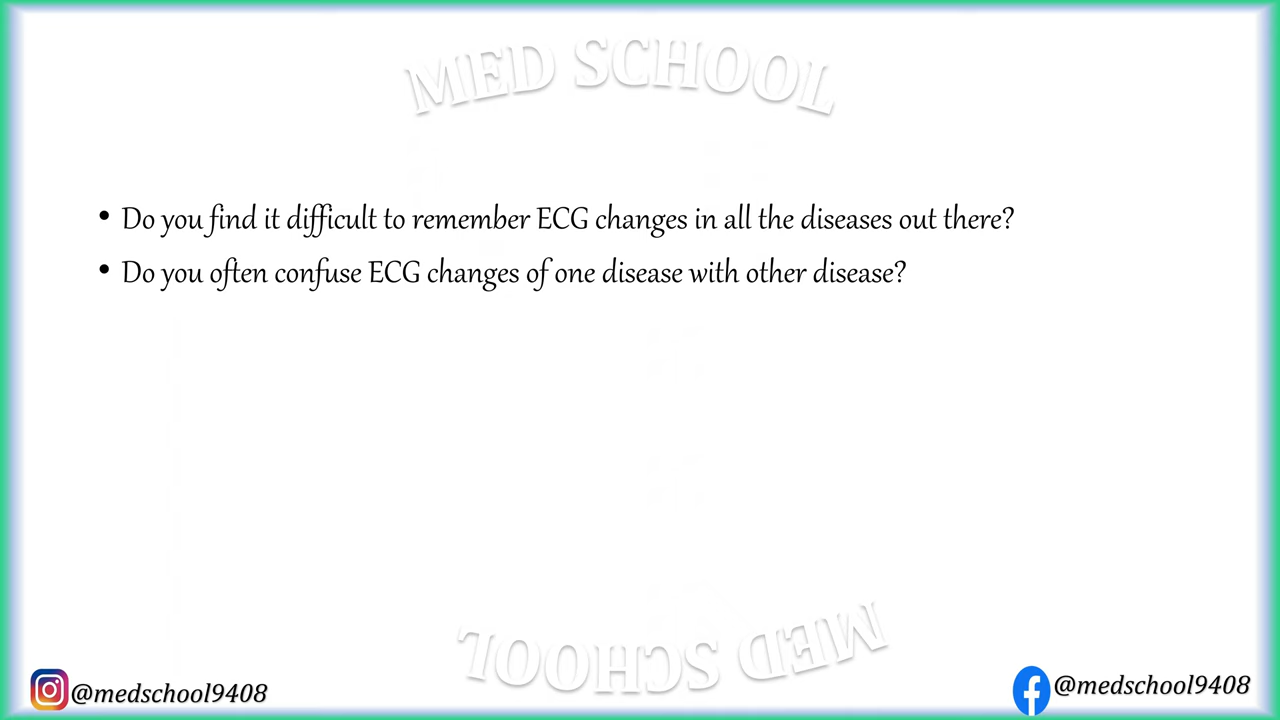 MED SCHOOL
• Do you find it difficult to remember ECG changes in all the diseases out there?
• Do you often confuse ECG changes of one disease with other disease?
MED SCHOOL
@medschool9408
@medschool9408